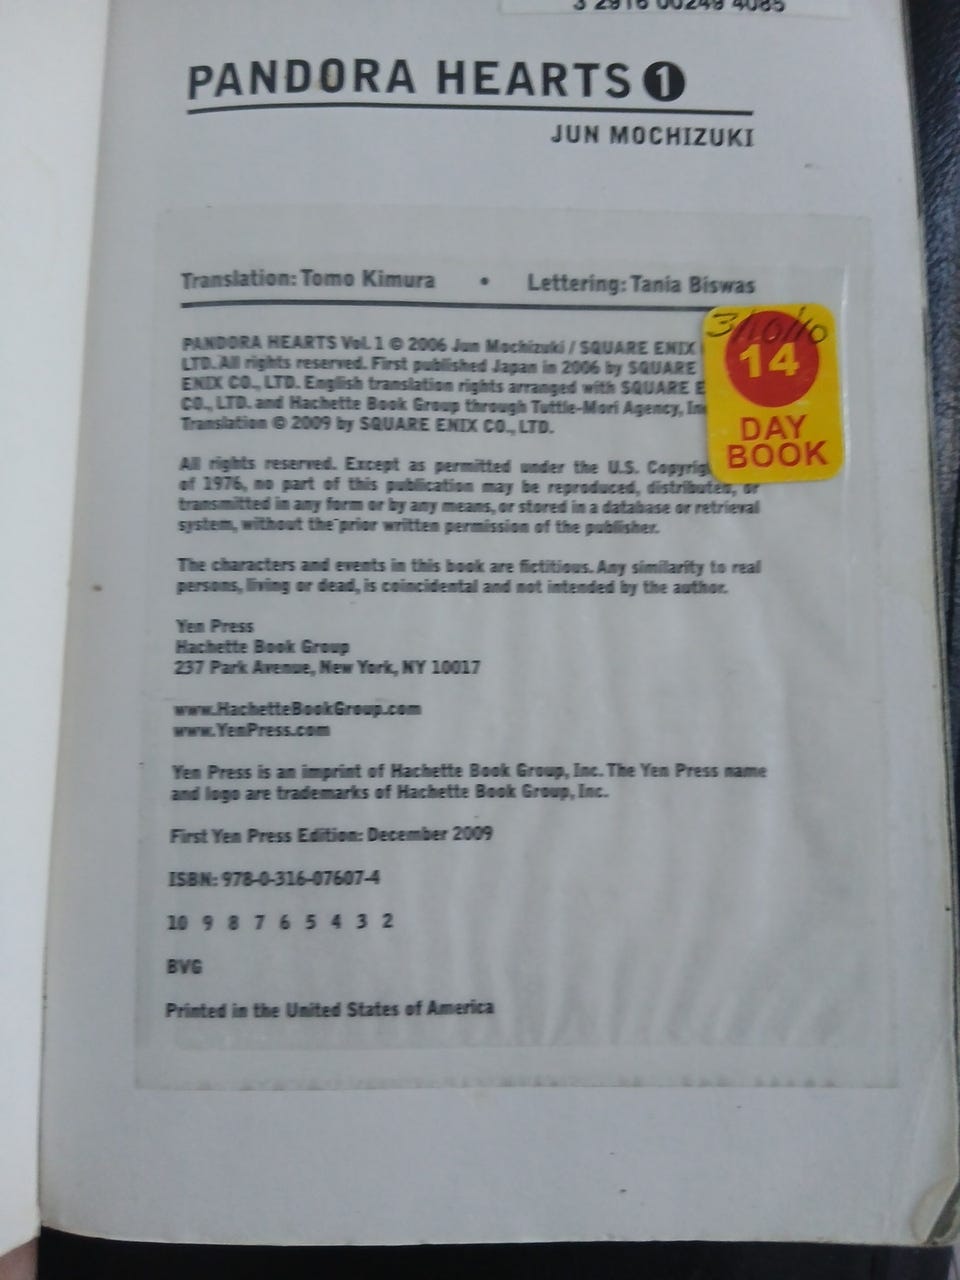 3 2916 00249 4085
PANDORA HEARTS 1
JUN MOCHIZUKI
Translation: Tomo Kimura • Lettering: Tania Biswas
PANDORA HEARTS Vol. 1 © 2006 Jun Mochizuki / SQUARE ENIX
LTD. All rights reserved. First published Japan in 2006 by SQUARE
ENIX CO., LTD. English translation rights arranged with SQUARE E
CO., LTD. and Hachette Book Group through Tuttle-Mori Agency, In
Translation © 2009 by SQUARE ENIX CO., LTD.
3/10/10
14
DAY
BOOK
All rights reserved. Except as permitted under the U.S. Copyrig
of 1976, no part of this publication may be reproduced, distributed, or
transmitted in any form or by any means, or stored in a database or retrieval
system, without the prior written permission of the publisher.
The characters and events in this book are fictitious. Any similarity to real
persons, living or dead, is coincidental and not intended by the author.
Yen Press
Hachette Book Group
237 Park Avenue, New York, NY 10017
www.HachetteBookGroup.com
www.YenPress.com
Yen Press is an imprint of Hachette Book Group, Inc. The Yen Press name
and logo are trademarks of Hachette Book Group, Inc.
First Yen Press Edition: December 2009
ISBN: 978-0-316-07607-4
10 9 8 7 6 5 4 3 2
BVG
Printed in the United States of America